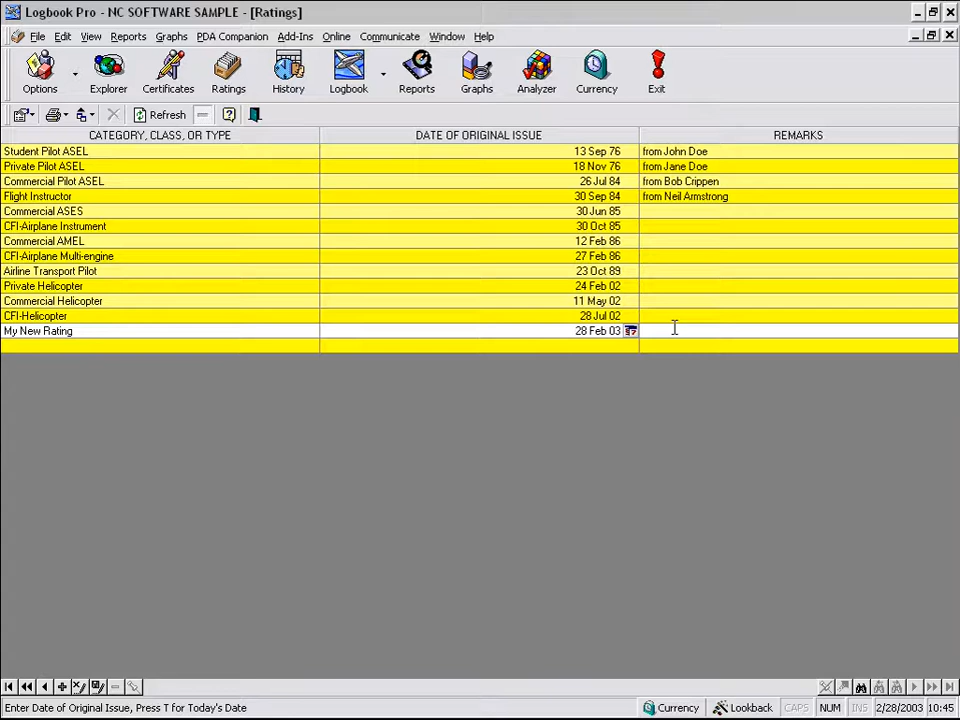 Logbook Pro - NC SOFTWARE SAMPLE - [Ratings]
File Edit View Reports Graphs PDA Companion Add-Ins Online Communicate Window Help
Options Explorer Certificates Ratings History Logbook Reports Graphs Analyzer Currency Exit
Refresh
CATEGORY, CLASS, OR TYPE DATE OF ORIGINAL ISSUE REMARKS
Student Pilot ASEL 13 Sep 76 from John Doe
Private Pilot ASEL 18 Nov 76 from Jane Doe
Commercial Pilot ASEL 26 Jul 84 from Bob Crippen
Flight Instructor 30 Sep 84 from Neil Armstrong
Commercial ASES 30 Jun 85
CFI-Airplane Instrument 30 Oct 85
Commercial AMEL 12 Feb 86
CFI-Airplane Multi-engine 27 Feb 86
Airline Transport Pilot 23 Oct 89
Private Helicopter 24 Feb 02
Commercial Helicopter 11 May 02
CFI-Helicopter 28 Jul 02
My New Rating 28 Feb 03
Enter Date of Original Issue, Press T for Today's Date Currency Lookback CAPS NUM INS 2/28/2003 10:45